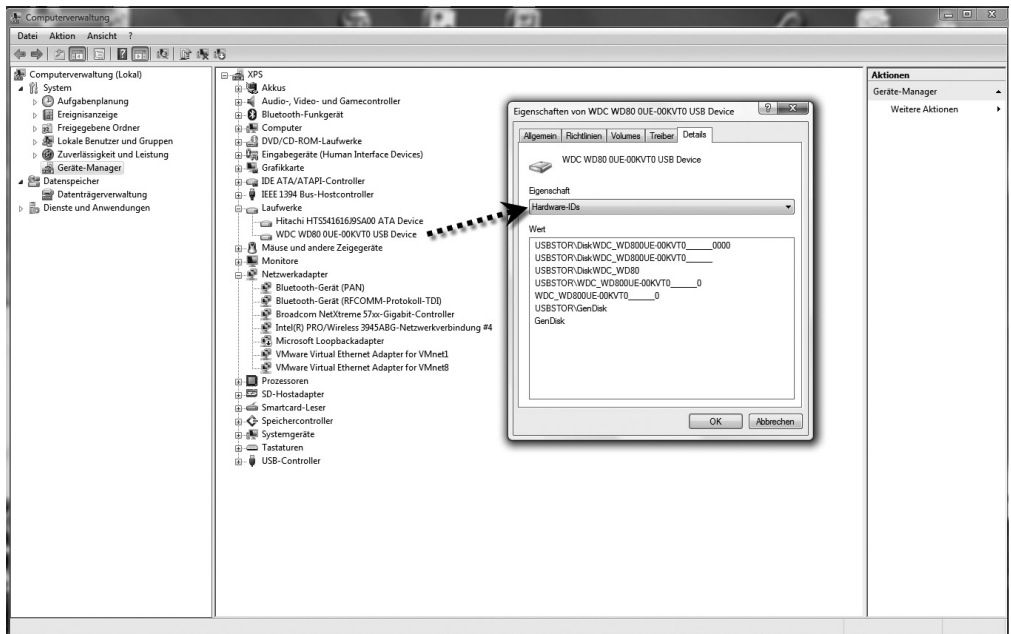 Computerverwaltung
Datei Aktion Ansicht ?
Computerverwaltung (Lokal)
System
Aufgabenplanung
Ereignisanzeige
Freigegebene Ordner
Lokale Benutzer und Gruppen
Zuverlässigkeit und Leistung
Geräte-Manager
Datenspeicher
Datenträgerverwaltung
Dienste und Anwendungen
XPS
Akkus
Audio-, Video- und Gamecontroller
Bluetooth-Funkgerät
Computer
DVD/CD-ROM-Laufwerke
Eingabegeräte (Human Interface Devices)
Grafikkarte
IDE ATA/ATAPI-Controller
IEEE 1394 Bus-Hostcontroller
Laufwerke
Hitachi HTS541616J9SA00 ATA Device
WDC WD80 0UE-00KVT0 USB Device
Mäuse und andere Zeigegeräte
Monitore
Netzwerkadapter
Bluetooth-Gerät (PAN)
Bluetooth-Gerät (RFCOMM-Protokoll-TDI)
Broadcom NetXtreme 57xx-Gigabit-Controller
Intel(R) PRO/Wireless 3945ABG-Netzwerkverbindung #4
Microsoft Loopbackadapter
VMware Virtual Ethernet Adapter for VMnet1
VMware Virtual Ethernet Adapter for VMnet8
Prozessoren
SD-Hostadapter
Smartcard-Leser
Speichercontroller
Systemgeräte
Tastaturen
USB-Controller
Eigenschaften von WDC WD80 0UE-00KVT0 USB Device
Allgemein Richtlinien Volumes Treiber Details
WDC WD80 0UE-00KVT0 USB Device
Eigenschaft
Hardware-IDs
Wert
USBSTOR\DiskWDC_WD800UE-00KVT0______0000
USBSTOR\DiskWDC_WD800UE-00KVT0______
USBSTOR\DiskWDC_WD80
USBSTOR\WDC_WD800UE-00KVT0______0
WDC_WD800UE-00KVT0______0
USBSTOR\GenDisk
GenDisk
OK Abbrechen
Aktionen
Geräte-Manager
Weitere Aktionen